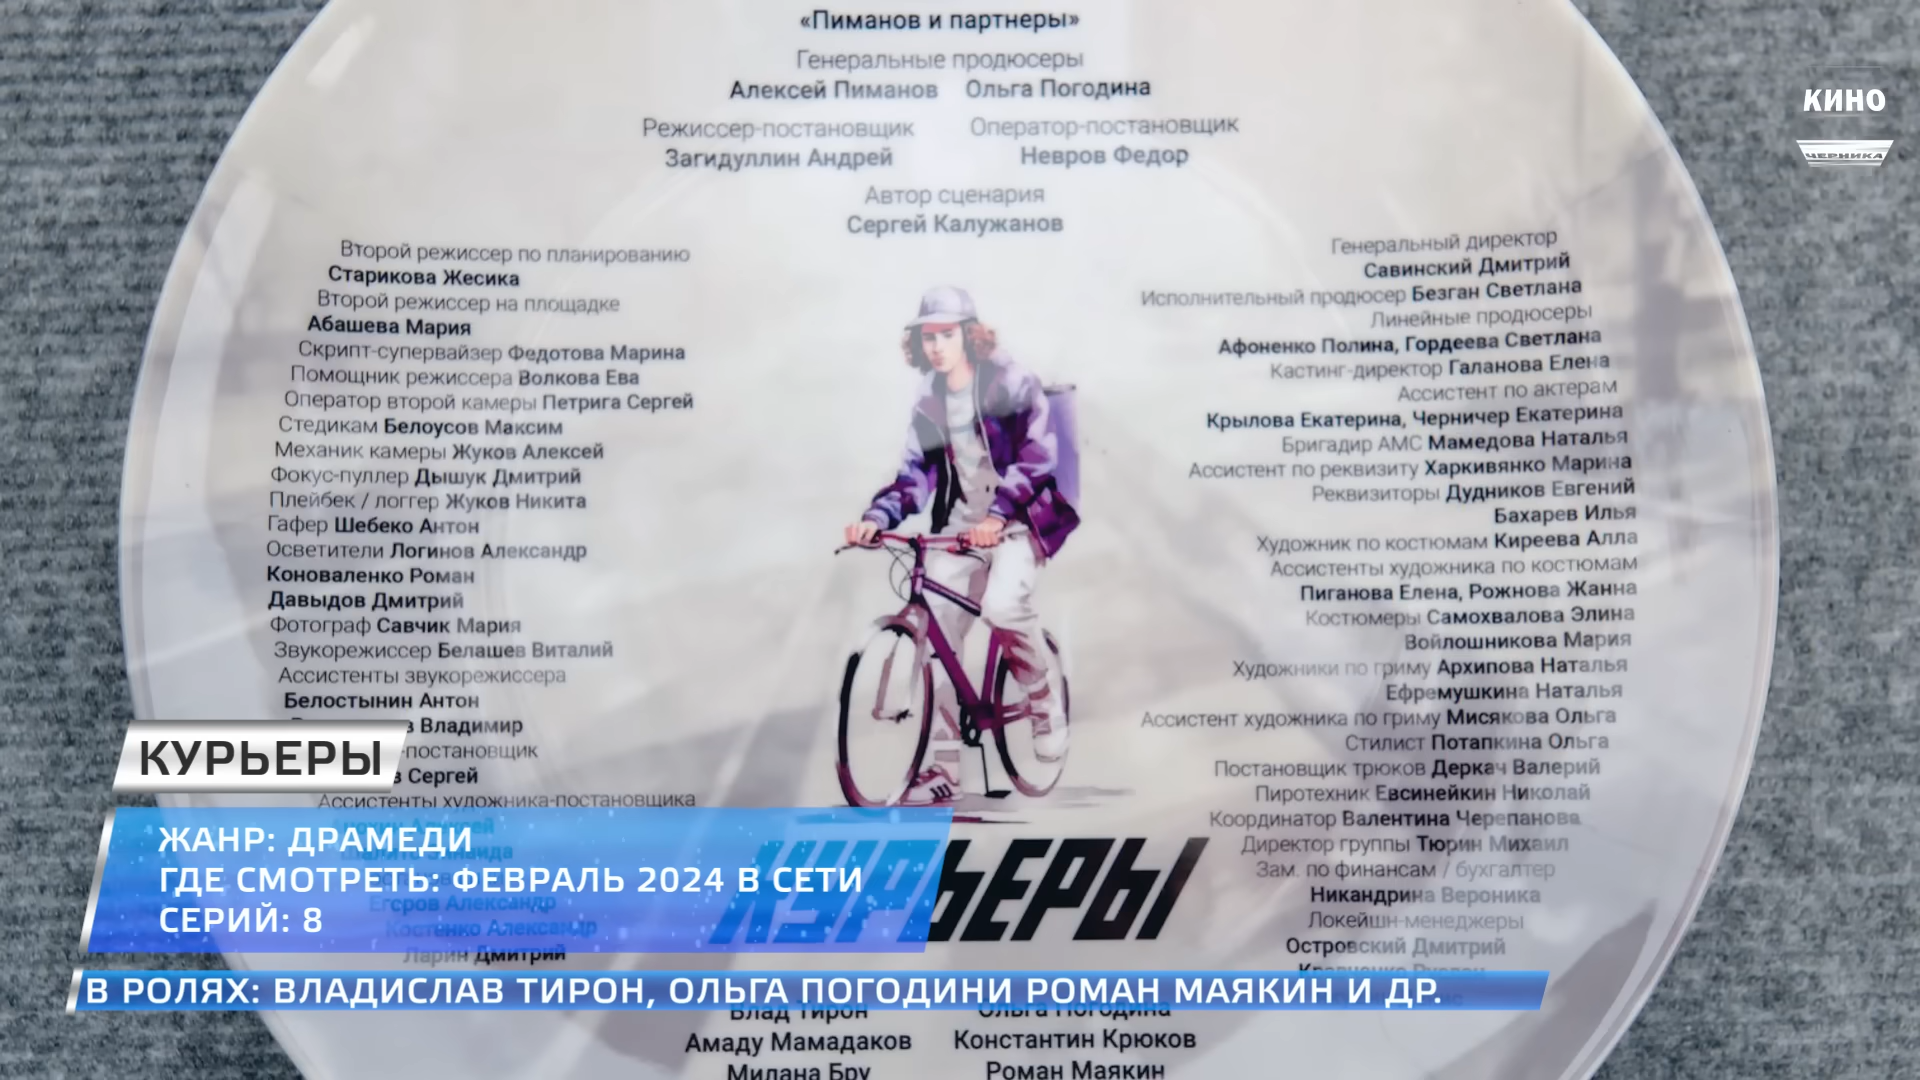 «Пиманов и партнеры»
Генеральные продюсеры
Алексей Пиманов Ольга Погодина
Режиссер-постановщик Оператор-постановщик
Загидуллин Андрей Невров Федор
Автор сценария
Сергей Калужанов
КИНО
ЧЕРНИКА
Второй режиссер по планированию
Старикова Жесика
Второй режиссер на площадке
Абашева Мария
Скрипт-супервайзер Федотова Марина
Помощник режиссера Волкова Ева
Оператор второй камеры Петрига Сергей
Стедикам Белоусов Максим
Механик камеры Жуков Алексей
Фокус-пуллер Дышук Дмитрий
Плейбек / логгер Жуков Никита
Гафер Шебеко Антон
Осветители Логинов Александр
Коноваленко Роман
Давыдов Дмитрий
Фотограф Савчик Мария
Звукорежиссер Белашев Виталий
Ассистенты звукорежиссера
Белостынин Антон
Владимир
-постановщик
Сергей
Ассистенты художника-постановщика
Алексей
Зинаида
Александр
Костенко Александр
Ларин Дмитрий
Генеральный директор
Савинский Дмитрий
Исполнительный продюсер Безган Светлана
Линейные продюсеры
Афоненко Полина, Гордеева Светлана
Кастинг-директор Галанова Елена
Ассистент по актерам
Крылова Екатерина, Черничер Екатерина
Бригадир АМС Мамедова Наталья
Ассистент по реквизиту Харкивянко Марина
Реквизиторы Дудников Евгений
Бахарев Илья
Художник по костюмам Киреева Алла
Ассистенты художника по костюмам
Пиганова Елена, Рожнова Жанна
Костюмеры Самохвалова Элина
Войлошникова Мария
Художники по гриму Архипова Наталья
Ефремушкина Наталья
Ассистент художника по гриму Мисякова Ольга
Стилист Потапкина Ольга
Постановщик трюков Деркач Валерий
Пиротехник Евсинейкин Николай
Координатор Валентина Черепанова
Директор группы Тюрин Михаил
Зам. по финансам / бухгалтер
Никандрина Вероника
Локейшн-менеджеры
Островский Дмитрий
КУРЬЕРЫ
КУРЬЕРЫ
ЖАНР: ДРАМЕДИ
ГДЕ СМОТРЕТЬ: ФЕВРАЛЬ 2024 В СЕТИ
СЕРИЙ: 8
В РОЛЯХ: ВЛАДИСЛАВ ТИРОН, ОЛЬГА ПОГОДИНИ РОМАН МАЯКИН И ДР.
Влад Тирон Ольга Погодина
Амаду Мамадаков Константин Крюков
Милана Бру Роман Маякин